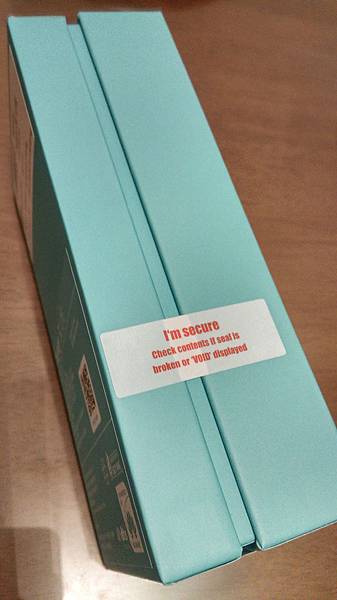 I'm secure
Check contents if seal is
broken or 'VOID' displayed